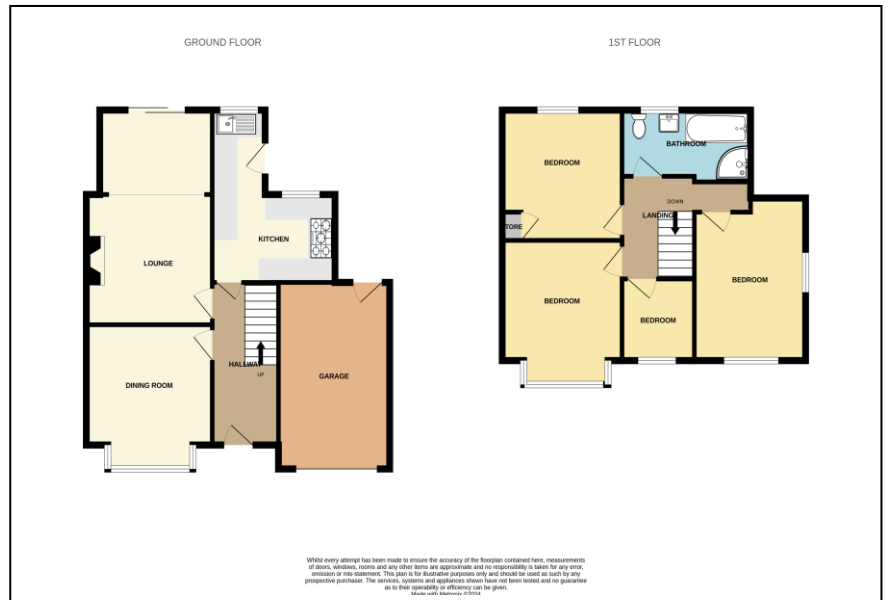 GROUND FLOOR
1ST FLOOR
BEDROOM
BATHROOM
DOWN
LANDING
TORE
KITCHEN
LOUNGE
BEDROOM
BEDROOM
BEDROOM
HALLWAY
UP
GARAGE
DINING ROOM
Whilst every attempt has been made to ensure the accuracy of the floorplan contained here, measurements
of doors, windows, rooms and any other items are approximate and no responsibility is taken for any error,
omission or mis-statement. This plan is for illustrative purposes only and should be used as such by any
prospective purchaser. The services, systems and appliances shown have not been tested and no guarantee
as to their operability or efficiency can be given.
Made with Metropix ©2024